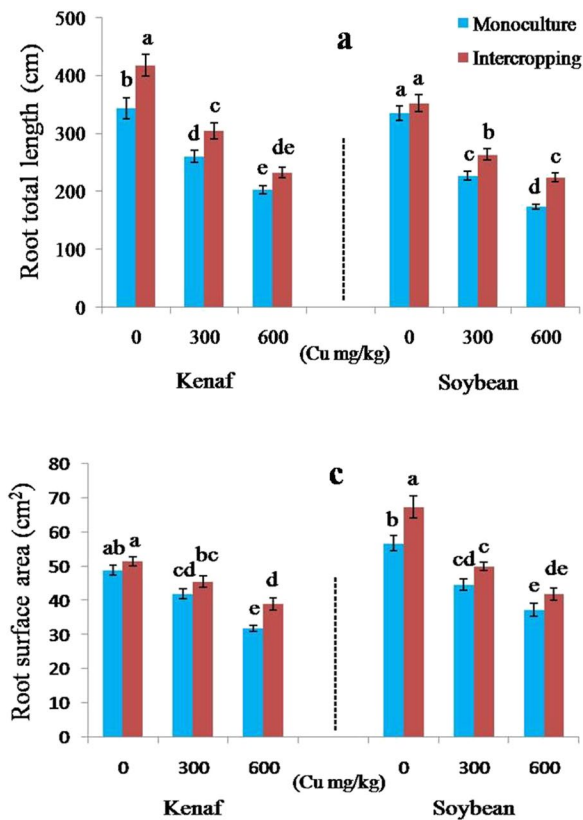 a
Monoculture
Intercropping
Root total length (cm)
500
400
300
200
100
0
b a d c e de
a a c b d c
0 300 600 (Cu mg/kg) 0 300 600
Kenaf Soybean
c
Root surface area (cm²)
80
70
60
50
40
30
20
10
0
ab a cd bc e d
b a cd c e de
0 300 600 (Cu mg/kg) 0 300 600
Kenaf Soybean